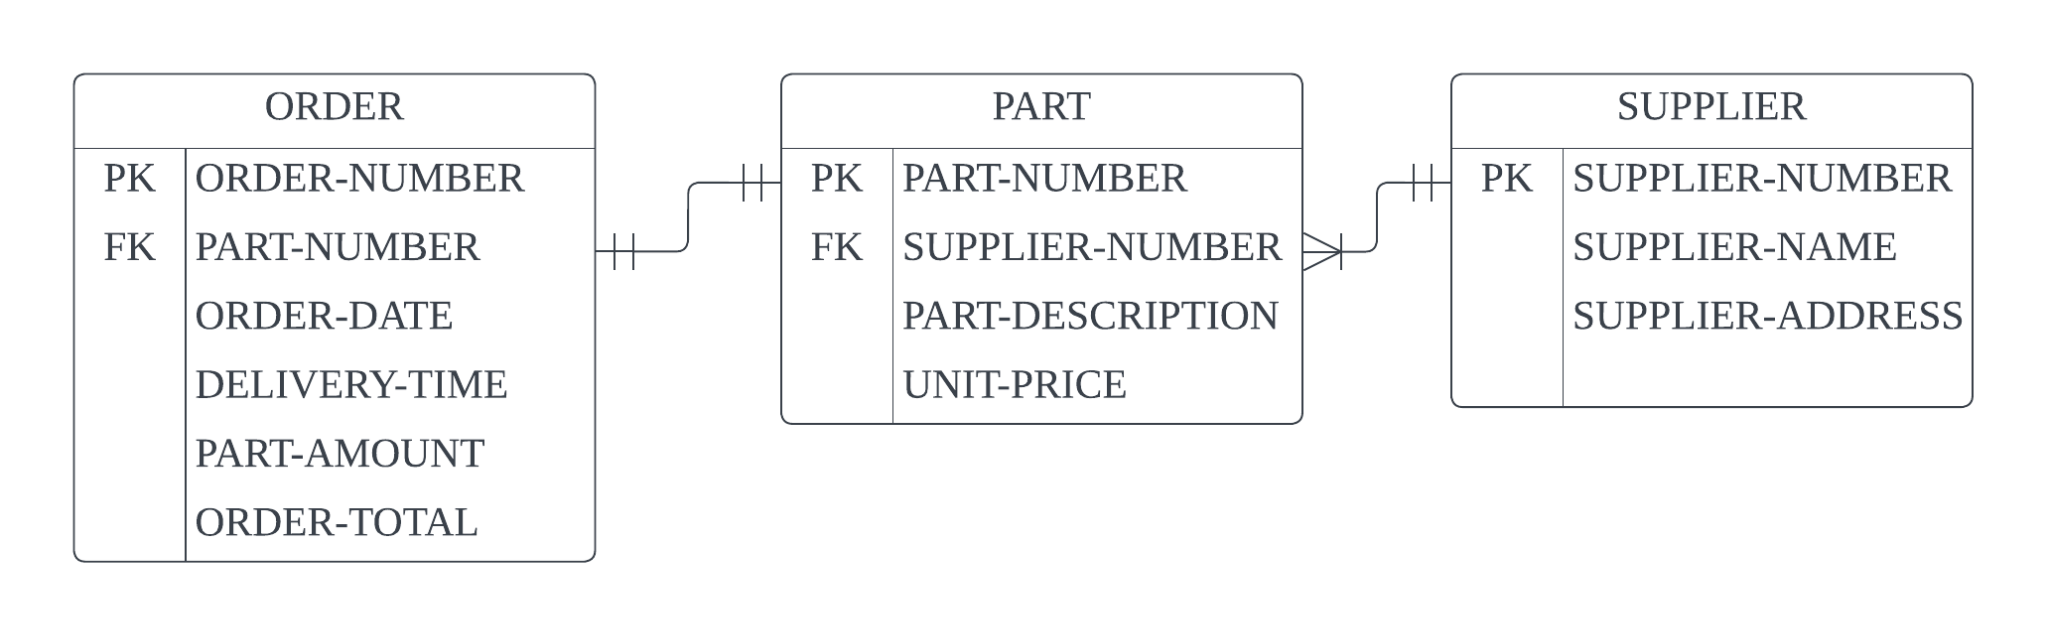 ORDER
PK ORDER-NUMBER
FK PART-NUMBER
ORDER-DATE
DELIVERY-TIME
PART-AMOUNT
ORDER-TOTAL
PART
PK PART-NUMBER
FK SUPPLIER-NUMBER
PART-DESCRIPTION
UNIT-PRICE
SUPPLIER
PK SUPPLIER-NUMBER
SUPPLIER-NAME
SUPPLIER-ADDRESS